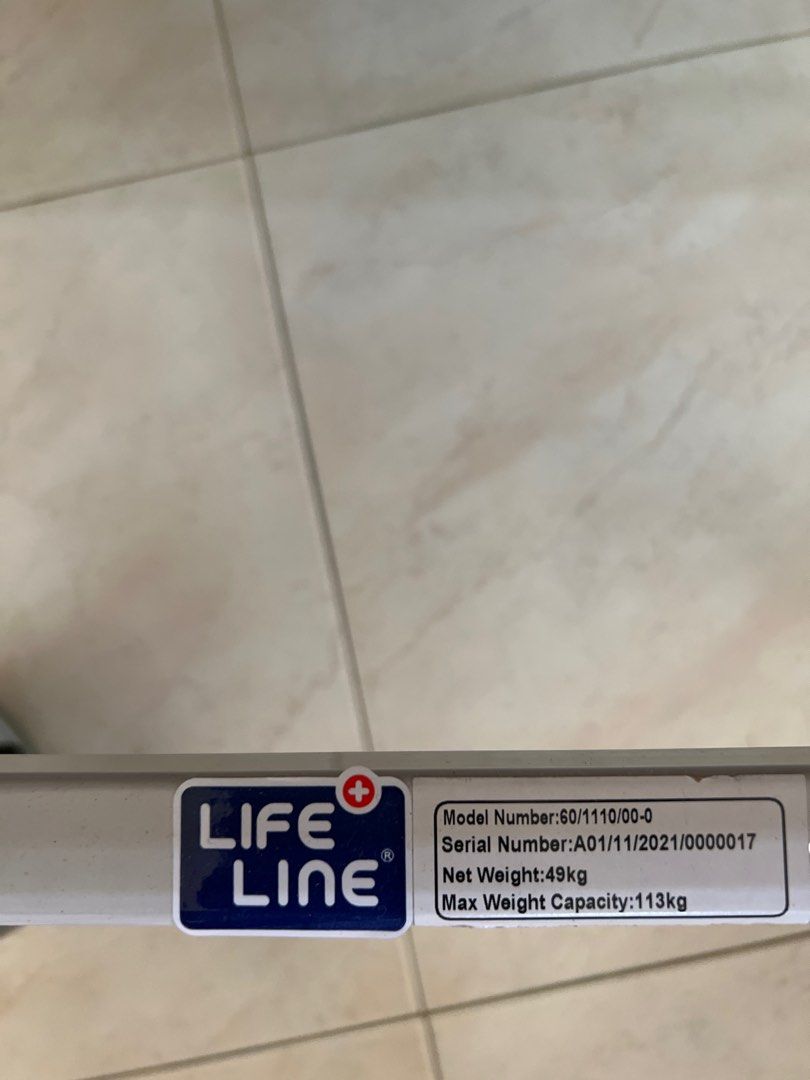 LIFE
LINE®
Model Number:60/1110/00-0
Serial Number:A01/11/2021/0000017
Net Weight:49kg
Max Weight Capacity:113kg